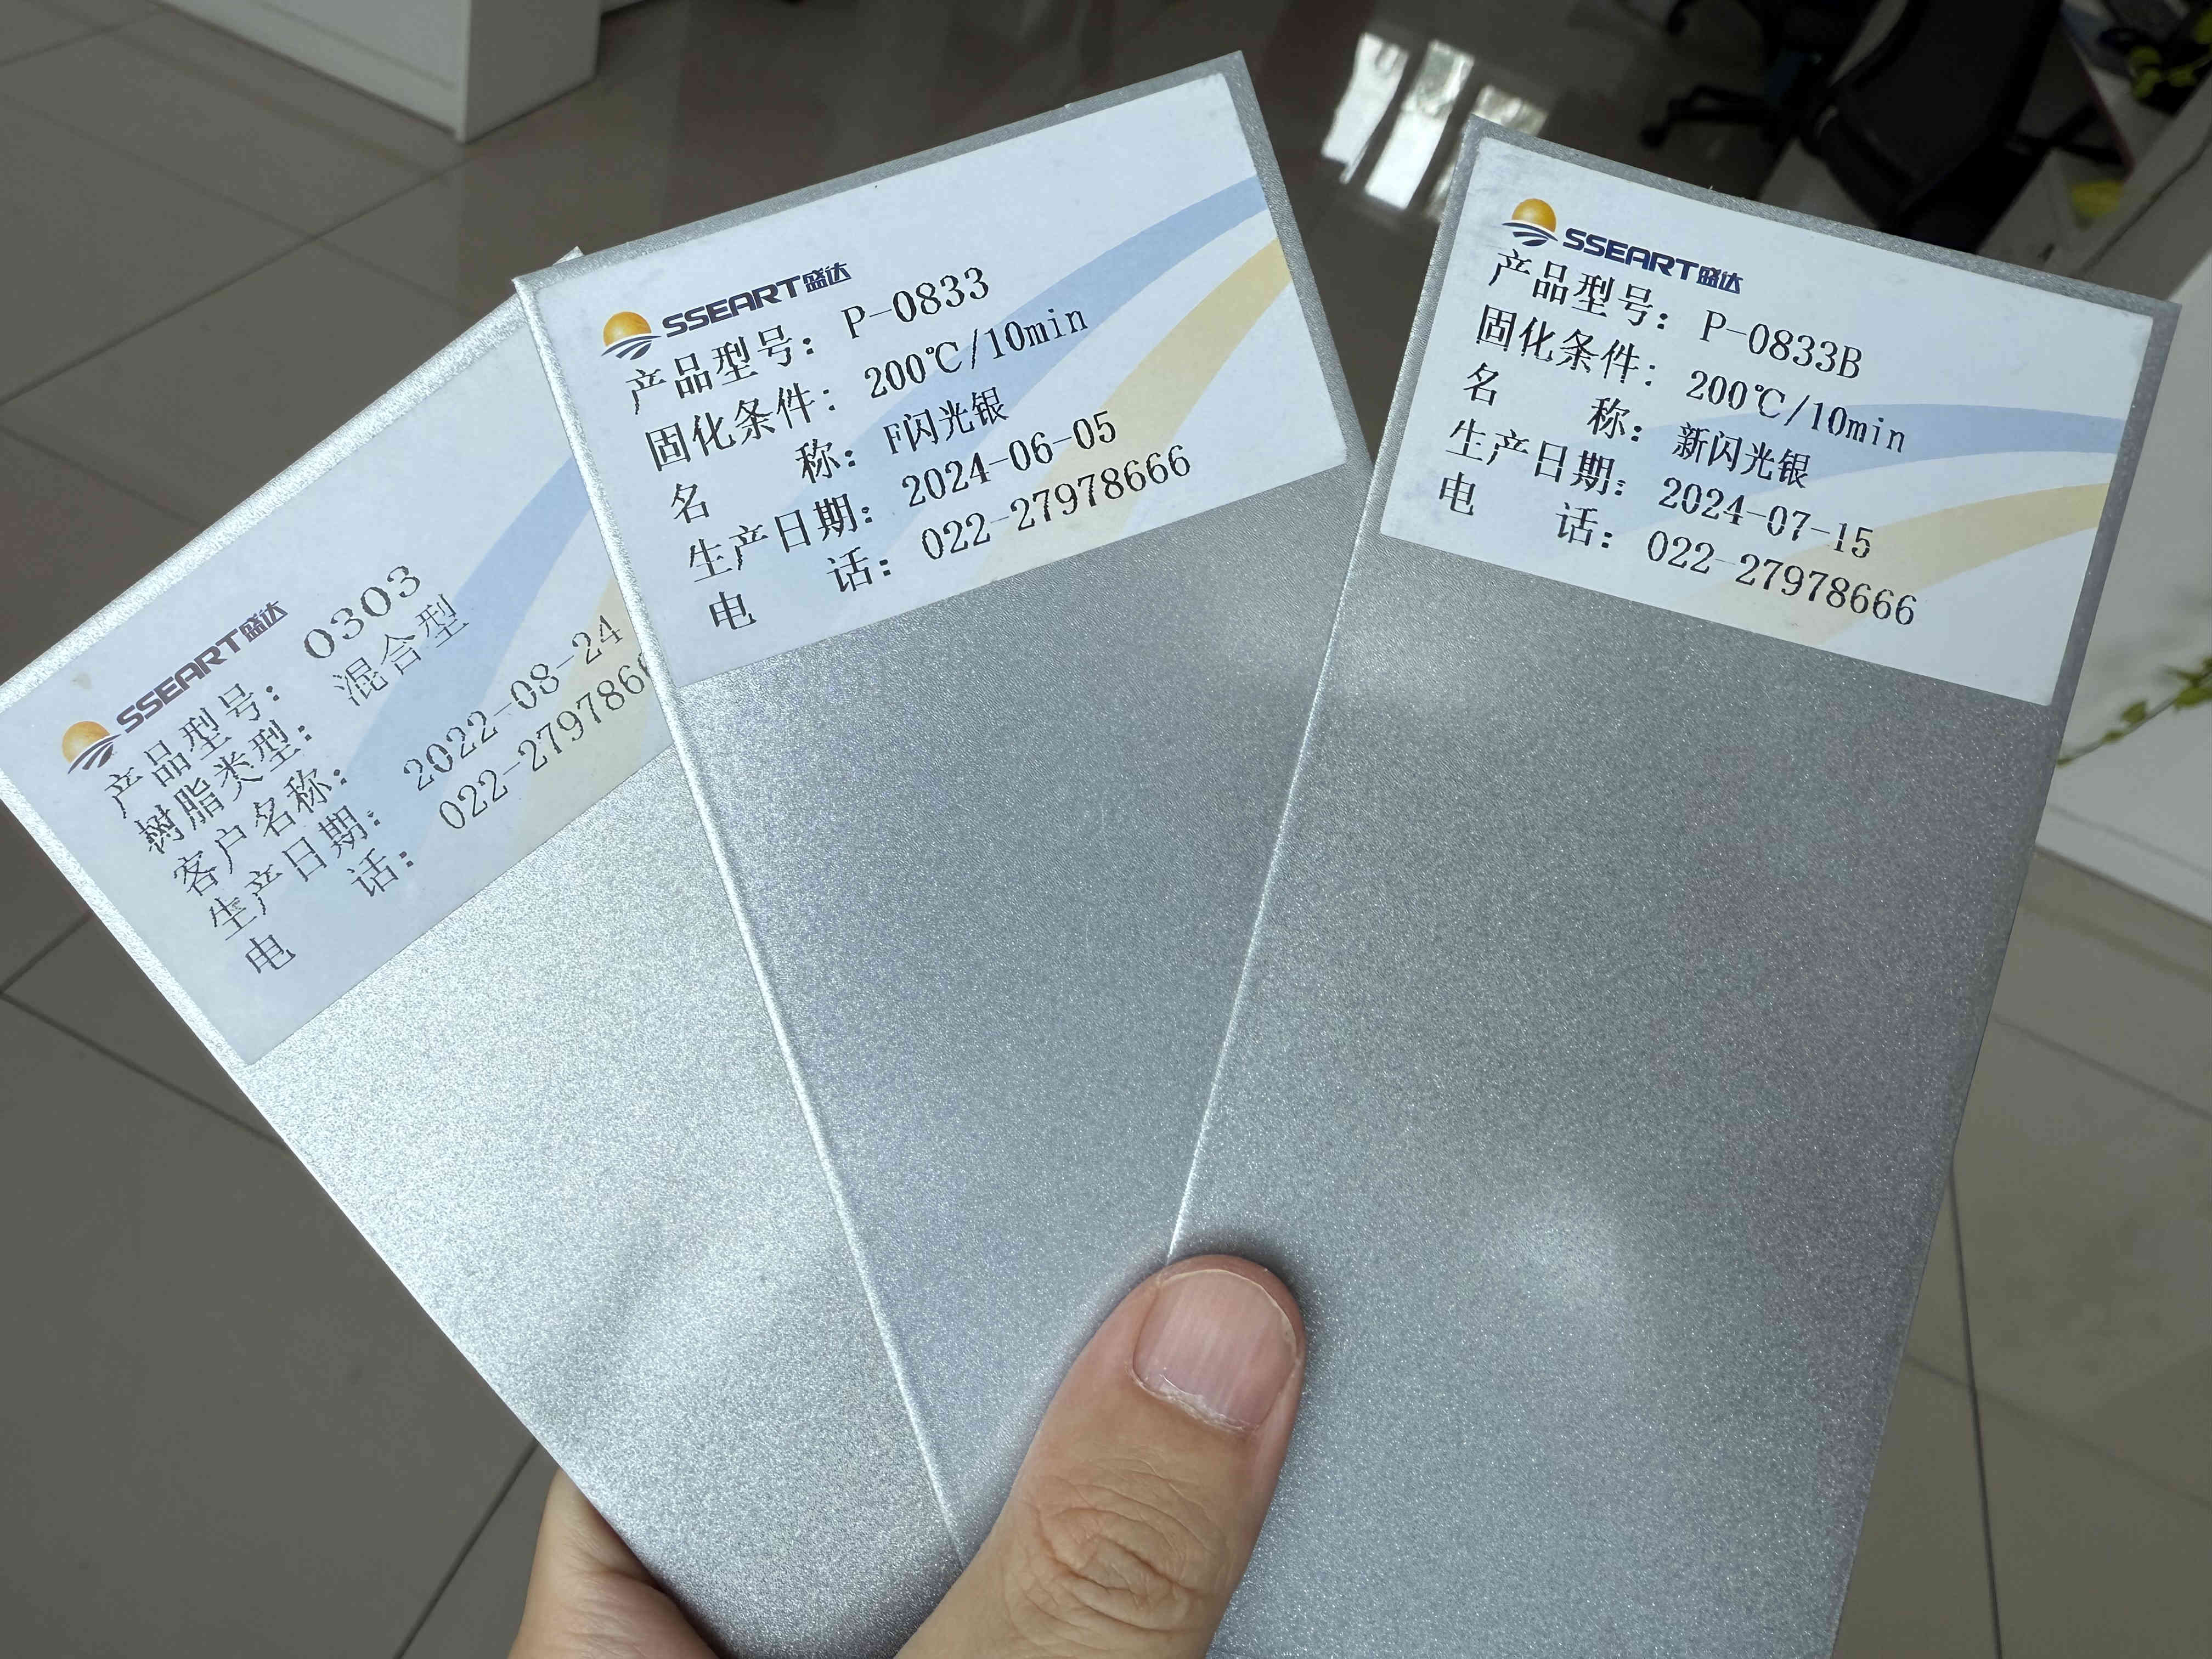 SSEART盛达
产品型号： 0303
树脂类型： 混合型
客户名称：
生产日期： 2022-08-24
电 话： 022-2797866
SSEART盛达
产品型号： P-0833
固化条件： 200℃/10min
名 称： F闪光银
生产日期： 2024-06-05
电 话： 022-27978666
SSEART盛达
产品型号： P-0833B
固化条件： 200℃/10min
名 称： 新闪光银
生产日期： 2024-07-15
电 话： 022-27978666